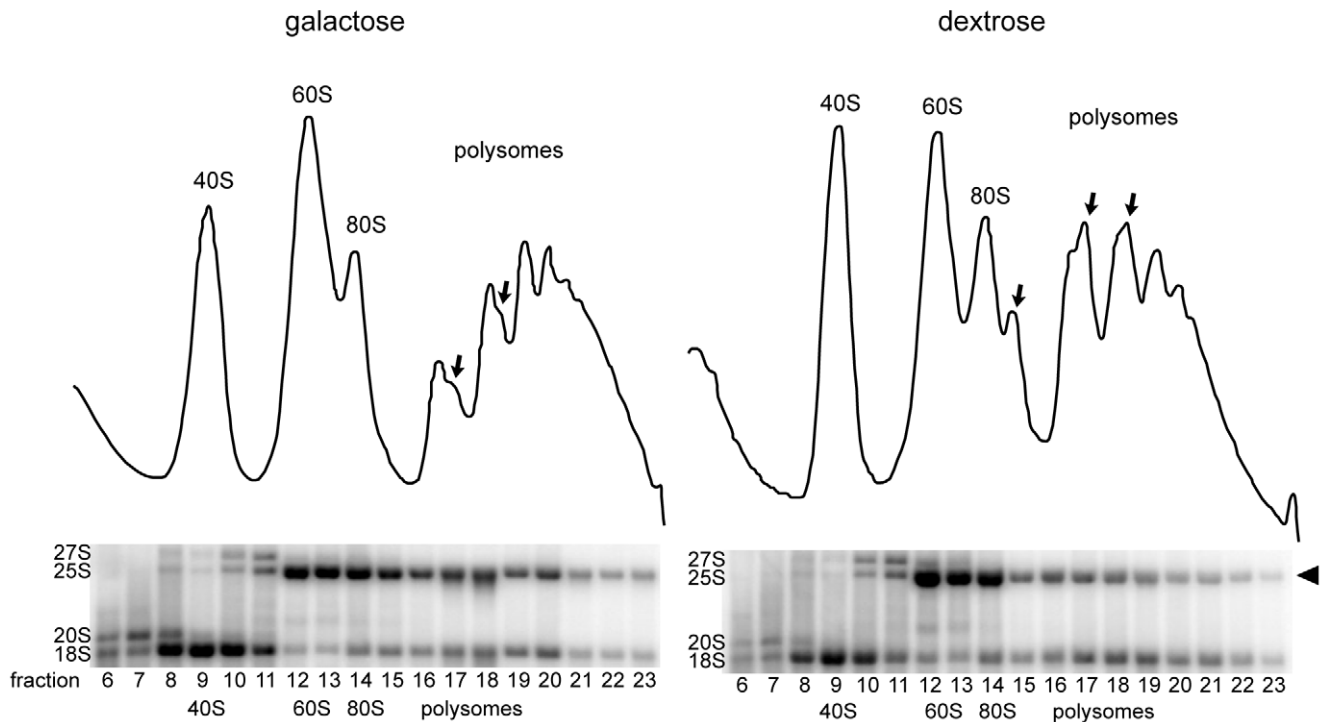 galactose
60S
40S
80S
polysomes
27S
25S
20S
18S
fraction 6 7 8 9 10 11 12 13 14 15 16 17 18 19 20 21 22 23
40S 60S 80S polysomes
dextrose
40S
60S
80S
polysomes
27S
25S
20S
18S
6 7 8 9 10 11 12 13 14 15 16 17 18 19 20 21 22 23
40S 60S 80S polysomes